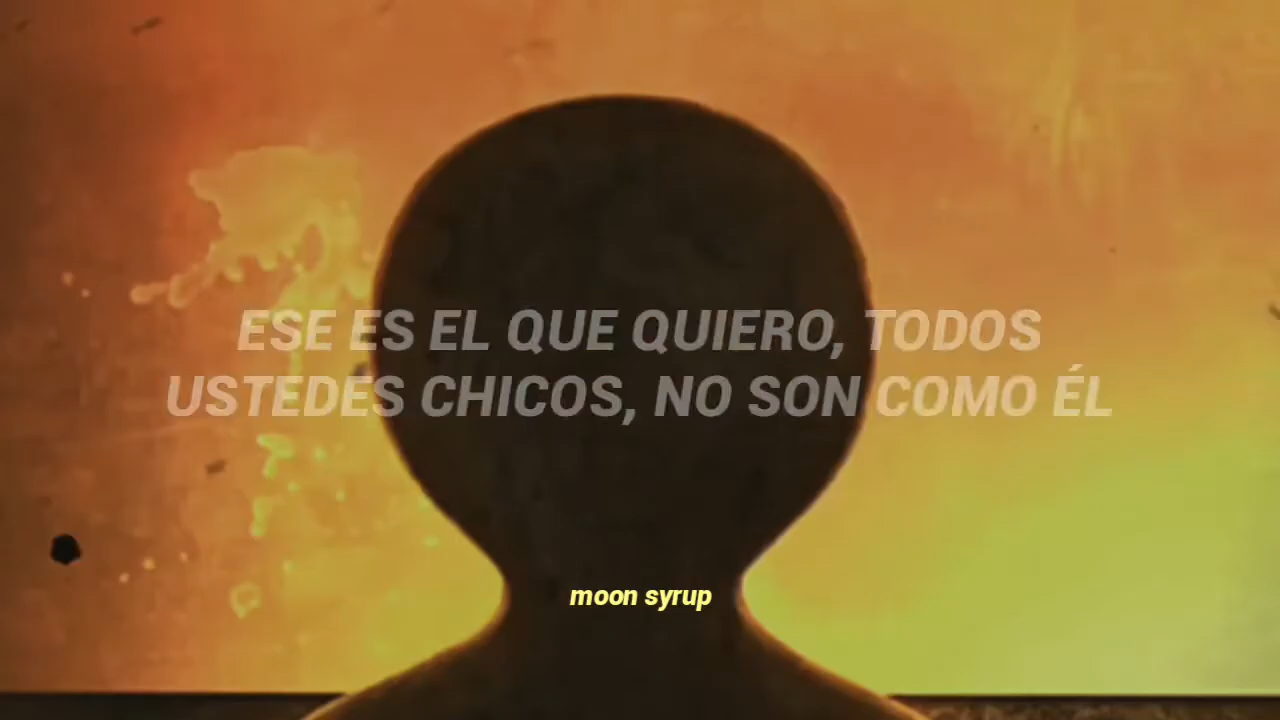 ESE ES EL QUE QUIERO, TODOS
USTEDES CHICOS, NO SON COMO ÉL
moon syrup